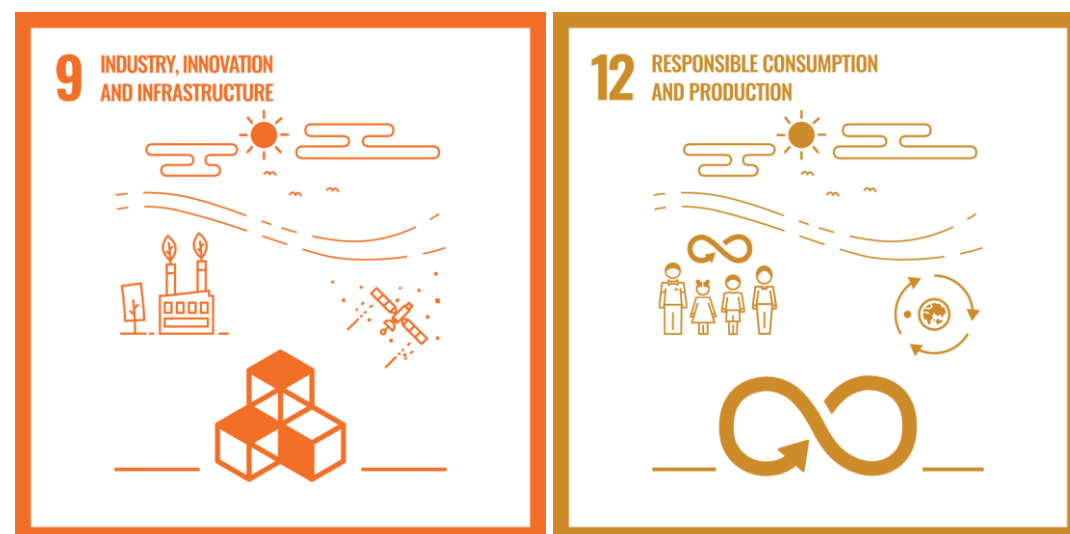 9
INDUSTRY, INNOVATION
AND INFRASTRUCTURE
12
RESPONSIBLE CONSUMPTION
AND PRODUCTION